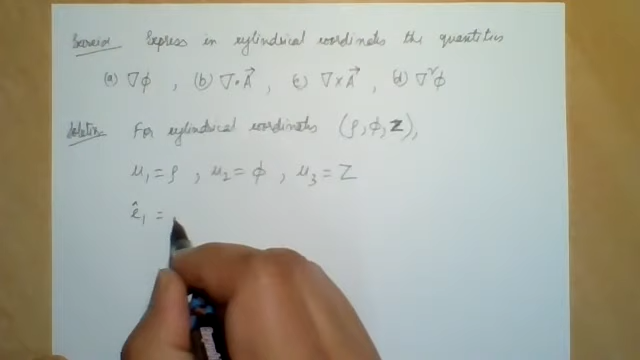 Exercise. Express in cylindrical coordinates the quantities
(a) ∇ϕ , (b) ∇·A⃗ , (c) ∇×A⃗ , (d) ∇²ϕ
Solution. For cylindrical coordinates (ρ, ϕ, z),
u₁ = ρ , u₂ = ϕ , u₃ = Z
ê₁ =